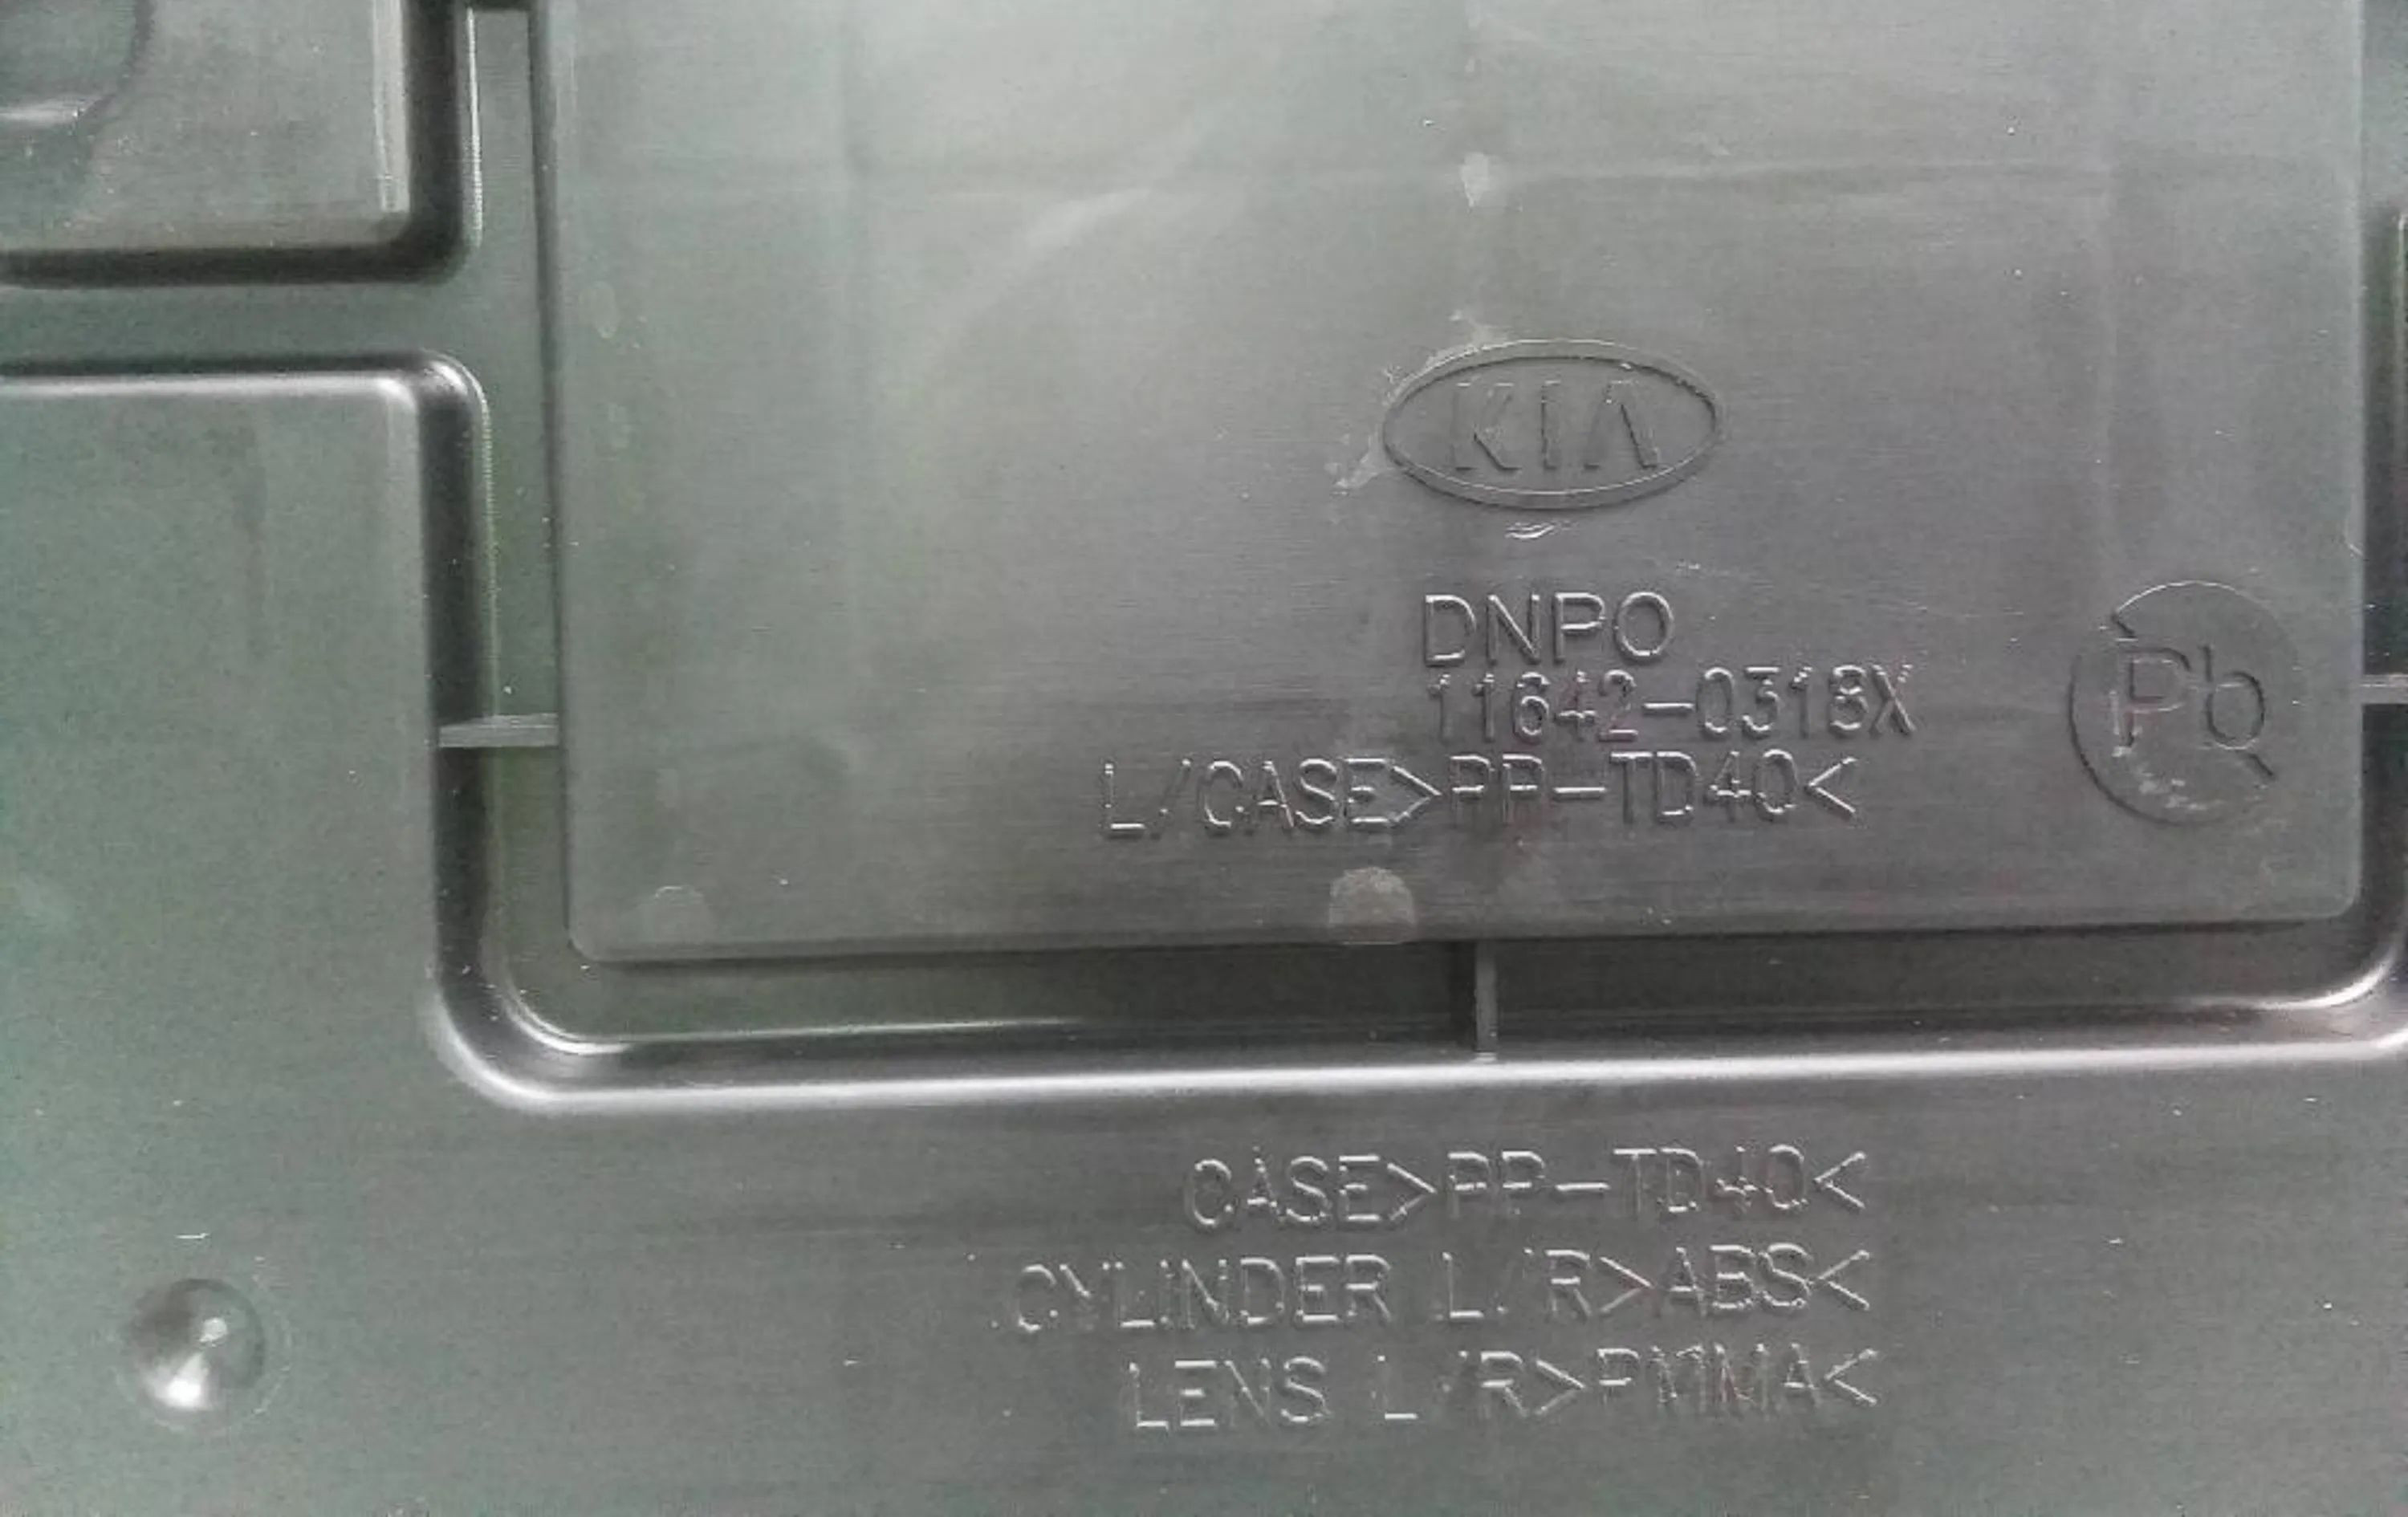 KIA
DNPO
11642-0318X
Pb
L/CASE>PP-TD40<
CASE>PP-TD40<
CYLINDER L/R>ABS<
LENS L/R>PMMA<